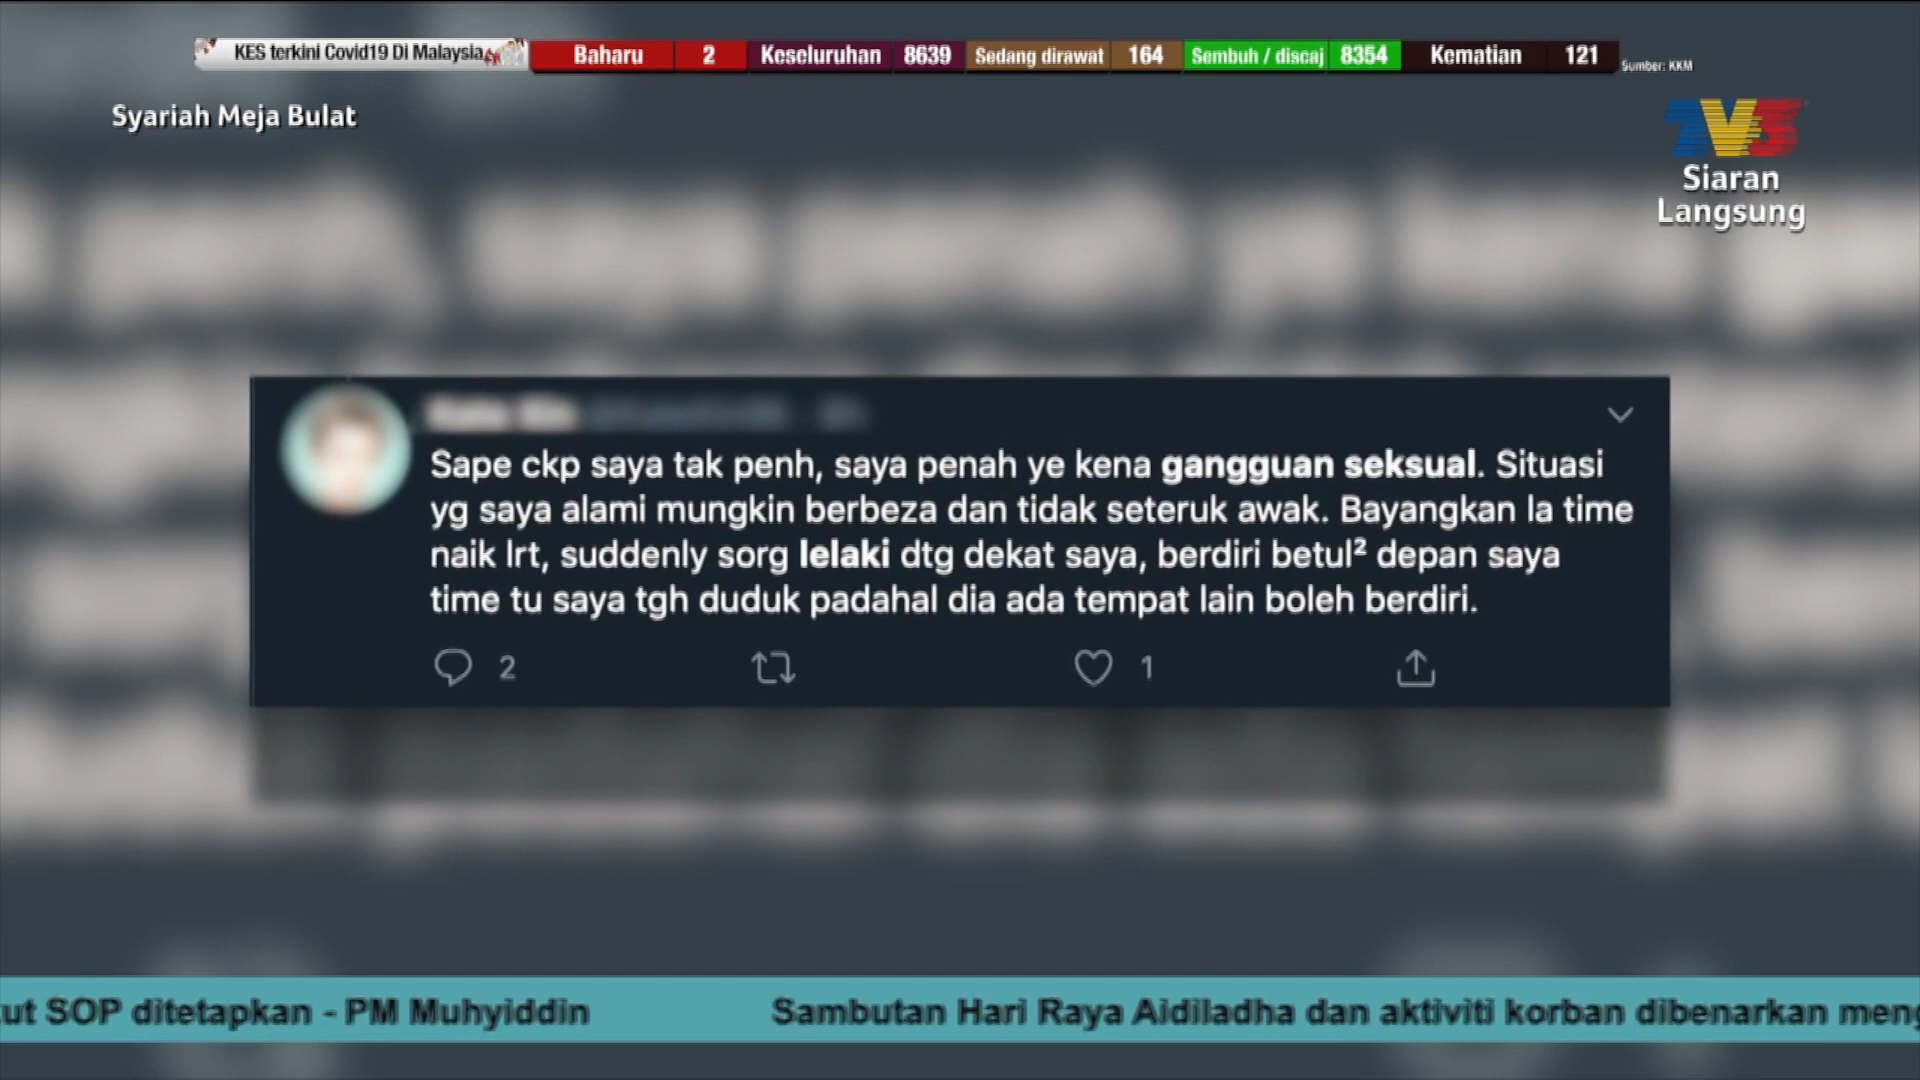 KES terkini Covid19 Di Malaysia Baharu 2 Keseluruhan 8639 Sedang dirawat 164 Sembuh / discaj 8354 Kematian 121 Sumber: KKM
Syariah Meja Bulat
TV3
Siaran
Langsung
Sape ckp saya tak penh, saya penah ye kena gangguan seksual. Situasi
yg saya alami mungkin berbeza dan tidak seteruk awak. Bayangkan la time
naik lrt, suddenly sorg lelaki dtg dekat saya, berdiri betul² depan saya
time tu saya tgh duduk padahal dia ada tempat lain boleh berdiri.
2 1
SOP ditetapkan - PM Muhyiddin Sambutan Hari Raya Aidiladha dan aktiviti korban dibenarkan